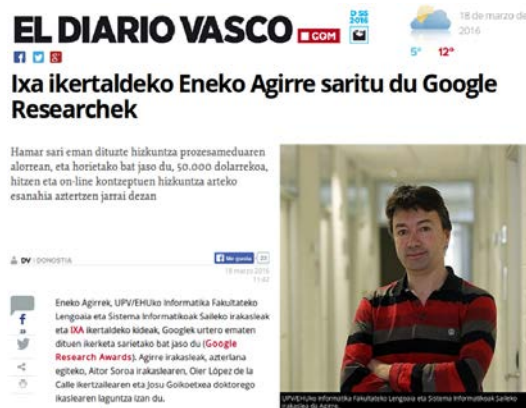 EL DIARIO VASCO .COM
D SS
2016
18 de marzo de
2016
5° 12°
Ixa ikertaldeko Eneko Agirre saritu du Google
Researchek
Hamar sari eman dituzte hizkuntza prozesameduaren
alorrean, eta horietako bat jaso du, 50.000 dolarrekoa,
hitzen eta on-line kontzeptuen hizkuntza arteko
esanahia aztertzen jarrai dezan
DV | DONOSTIA
Me gusta 23
18 marzo 2016
Eneko Agirrek, UPV/EHUko Informatika Fakultateko
Lengoaia eta Sistema Informatikoak Saileko irakasleak
eta IXA ikertaldeko kideak, Googlek urtero ematen
dituen ikerketa sarietako bat jaso du (Google
Research Awards). Agirre irakasleak, azterlana
egiteko, Aitor Soroa irakaslearen, Oier López de la
Calle ikertzailearen eta Josu Goikoetxea doktorego
ikaslearen laguntza izan du.
UPV/EHUko Informatika Fakultateko Lengoaia eta Sistema Informatikoak Saileko
irakaslea da Agirre